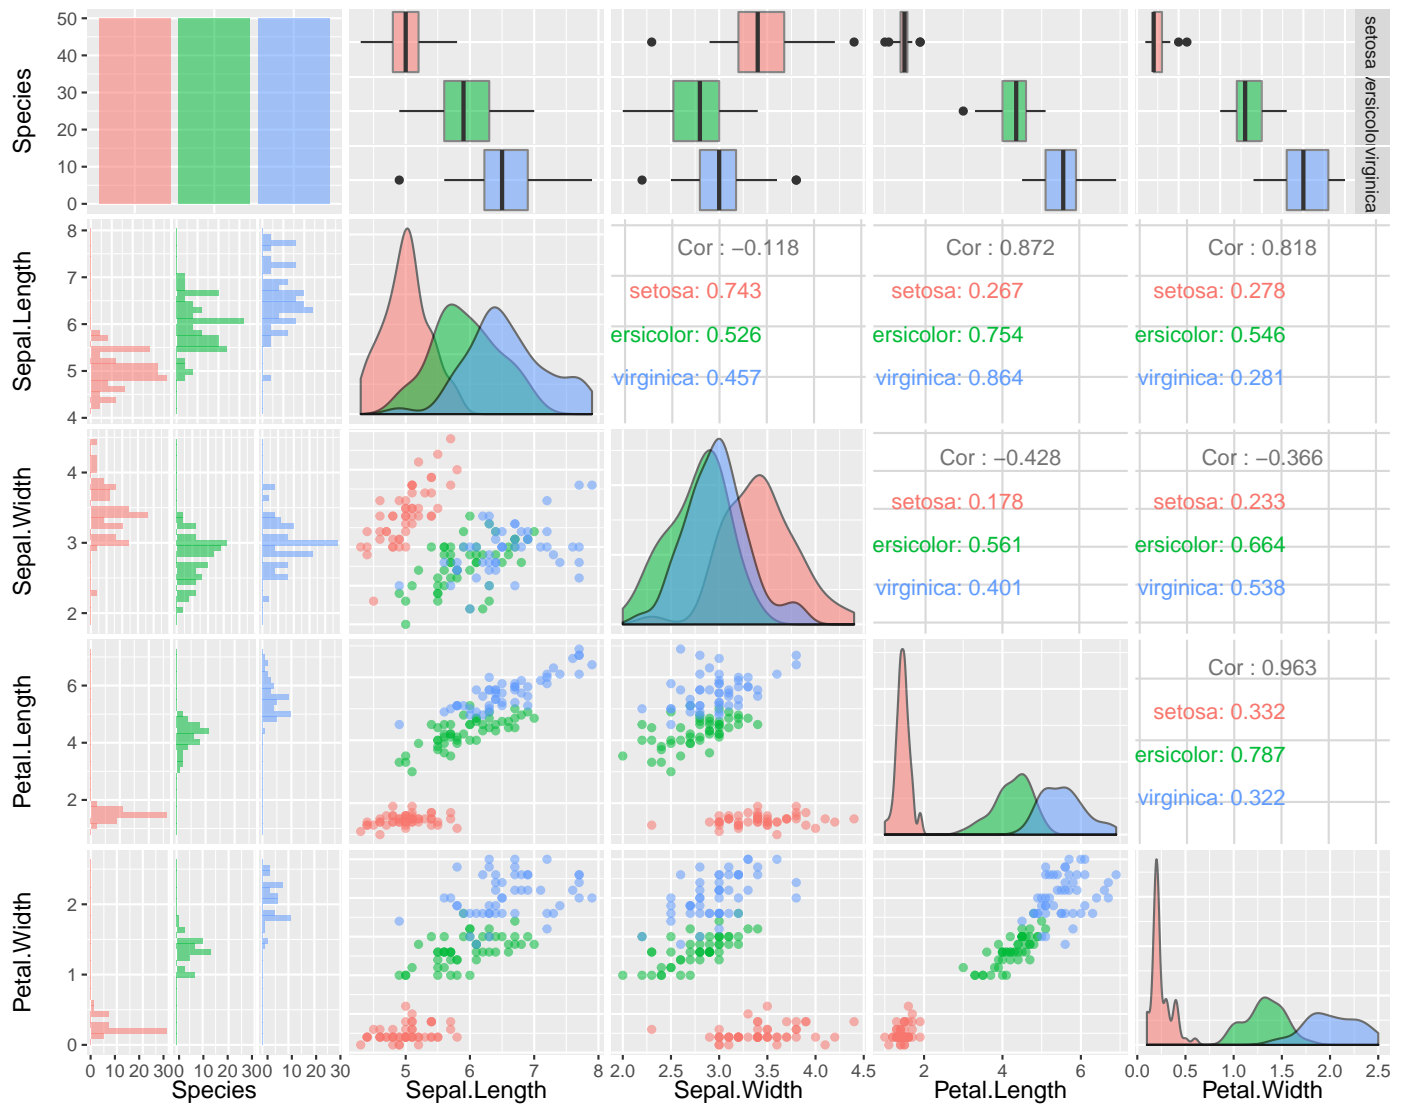 Species
50
40
30
20
10
0
setosa
versicolor
virginica
Sepal.Length
8
7
6
5
4
Cor : −0.118
setosa: 0.743
ersicolor: 0.526
virginica: 0.457
Cor : 0.872
setosa: 0.267
ersicolor: 0.754
virginica: 0.864
Cor : 0.818
setosa: 0.278
ersicolor: 0.546
virginica: 0.281
Sepal.Width
4
3
2
Cor : −0.428
setosa: 0.178
ersicolor: 0.561
virginica: 0.401
Cor : −0.366
setosa: 0.233
ersicolor: 0.664
virginica: 0.538
Petal.Length
6
4
2
Cor : 0.963
setosa: 0.332
ersicolor: 0.787
virginica: 0.322
Petal.Width
2
1
0
0 10 20 30 0 10 20 30 0 10 20 30
5 6 7 8
2.0 2.5 3.0 3.5 4.0 4.5
2 4 6
0.0 0.5 1.0 1.5 2.0 2.5
Species
Sepal.Length
Sepal.Width
Petal.Length
Petal.Width